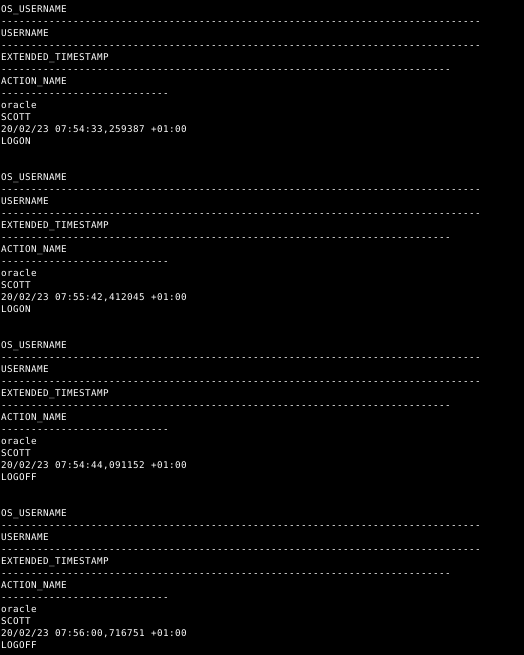 OS_USERNAME
--------------------------------------------------------------------------------
USERNAME
--------------------------------------------------------------------------------
EXTENDED_TIMESTAMP
---------------------------------------------------------------------------
ACTION_NAME
----------------------------
oracle
SCOTT
20/02/23 07:54:33,259387 +01:00
LOGON
OS_USERNAME
--------------------------------------------------------------------------------
USERNAME
--------------------------------------------------------------------------------
EXTENDED_TIMESTAMP
---------------------------------------------------------------------------
ACTION_NAME
----------------------------
oracle
SCOTT
20/02/23 07:55:42,412045 +01:00
LOGON
OS_USERNAME
--------------------------------------------------------------------------------
USERNAME
--------------------------------------------------------------------------------
EXTENDED_TIMESTAMP
---------------------------------------------------------------------------
ACTION_NAME
----------------------------
oracle
SCOTT
20/02/23 07:54:44,091152 +01:00
LOGOFF
OS_USERNAME
--------------------------------------------------------------------------------
USERNAME
--------------------------------------------------------------------------------
EXTENDED_TIMESTAMP
---------------------------------------------------------------------------
ACTION_NAME
----------------------------
oracle
SCOTT
20/02/23 07:56:00,716751 +01:00
LOGOFF